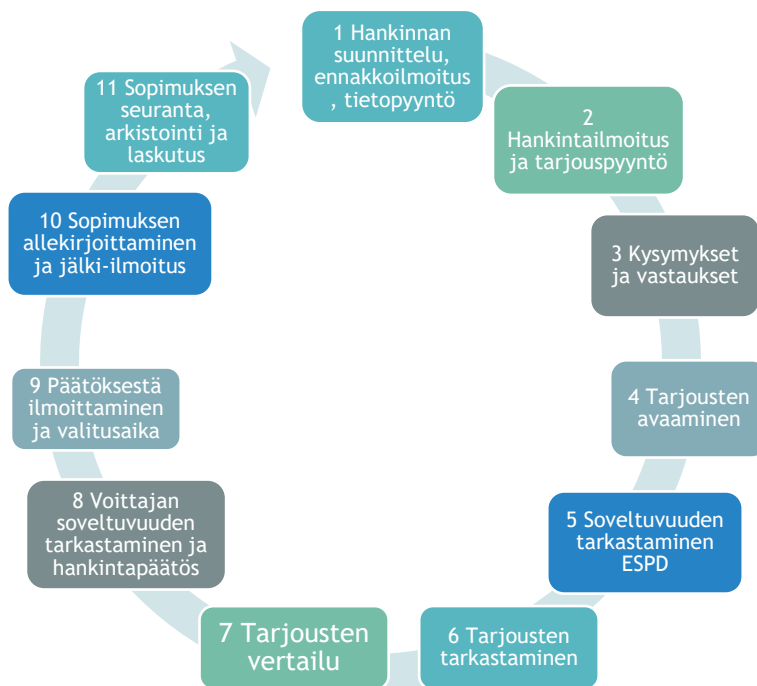 1 Hankinnan
suunnittelu,
ennakkoilmoitus
, tietopyyntö
2
Hankintailmoitus
ja tarjouspyyntö
3 Kysymykset
ja vastaukset
4 Tarjousten
avaaminen
5 Soveltuvuuden
tarkastaminen
ESPD
6 Tarjousten
tarkastaminen
7 Tarjousten
vertailu
8 Voittajan
soveltuvuuden
tarkastaminen ja
hankintapäätös
9 Päätöksestä
ilmoittaminen
ja valitusaika
10 Sopimuksen
allekirjoittaminen
ja jälki-ilmoitus
11 Sopimuksen
seuranta,
arkistointi ja
laskutus